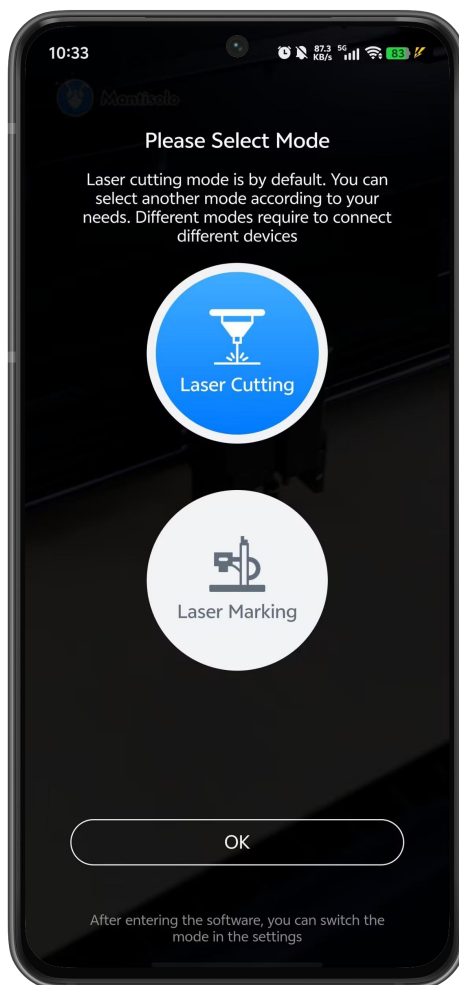 10:33
87.3 KB/s 5G 83
Mantisolo
Please Select Mode
Laser cutting mode is by default. You can
select another mode according to your
needs. Different modes require to connect
different devices
Laser Cutting
Laser Marking
OK
After entering the software, you can switch the
mode in the settings